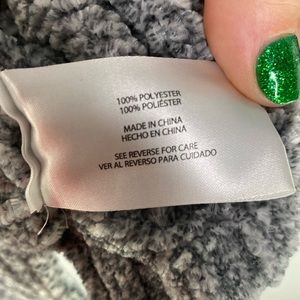 100% POLYESTER
100% POLIÉSTER
MADE IN CHINA
HECHO EN CHINA
SEE REVERSE FOR CARE
VER AL REVERSO PARA CUIDADO